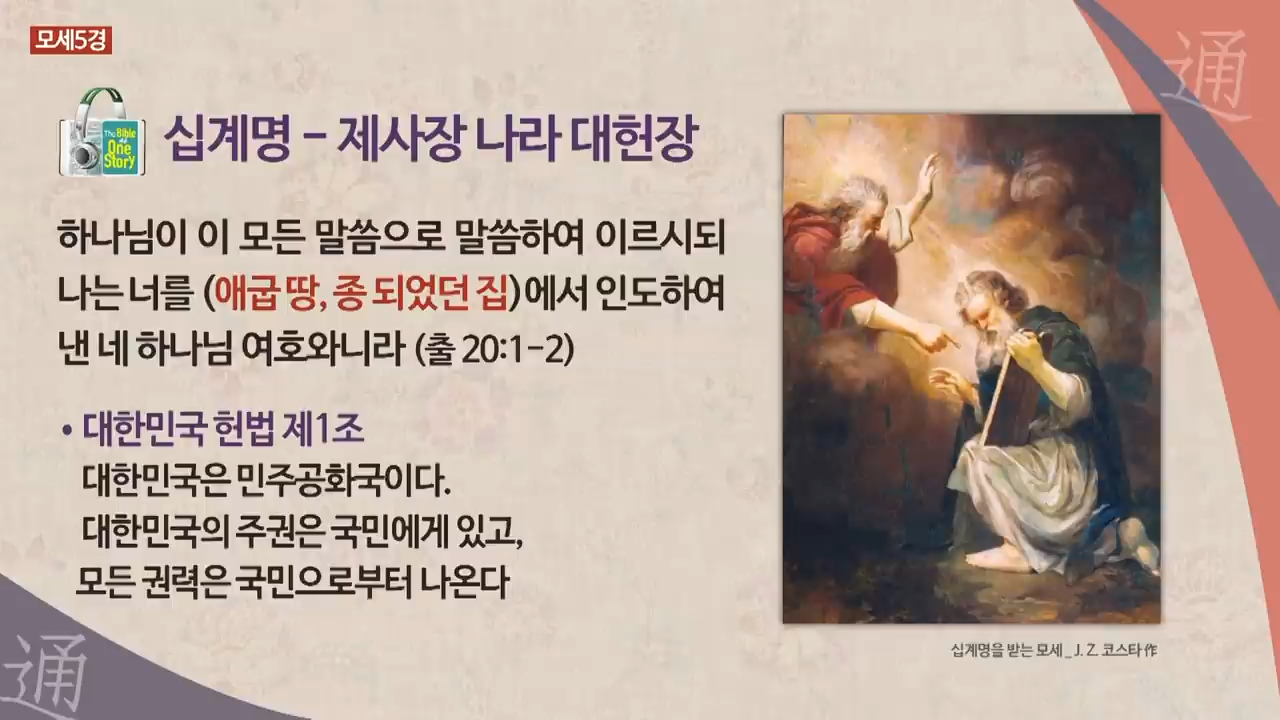 모세5경
通
The Bible
as
One
Story
십계명 - 제사장 나라 대헌장
하나님이 이 모든 말씀으로 말씀하여 이르시되
나는 너를 (애굽 땅, 종 되었던 집)에서 인도하여
낸 네 하나님 여호와니라 (출 20:1-2)
• 대한민국 헌법 제1조
대한민국은 민주공화국이다.
대한민국의 주권은 국민에게 있고,
모든 권력은 국민으로부터 나온다
십계명을 받는 모세_J. Z. 코스타 作
通